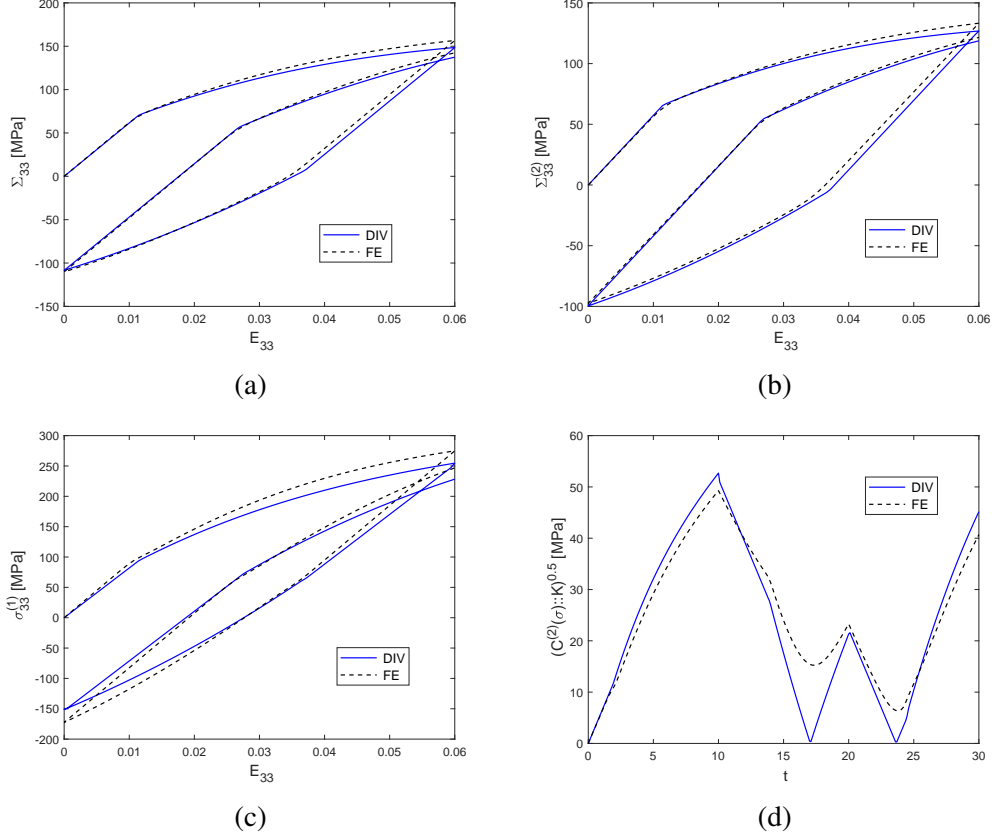 200
150
100
50
0
-50
-100
-150
Σ33 [MPa]
0 0.01 0.02 0.03 0.04 0.05 0.06
E33
DIV
FE
(a)
150
100
50
0
-50
-100
Σ33(2) [MPa]
0 0.01 0.02 0.03 0.04 0.05 0.06
E33
DIV
FE
(b)
300
250
200
150
100
50
0
-50
-100
-150
-200
σ33(1) [MPa]
0 0.01 0.02 0.03 0.04 0.05 0.06
E33
DIV
FE
(c)
60
50
40
30
20
10
0
(C(2)(σ)::K)0.5 [MPa]
0 5 10 15 20 25 30
t
DIV
FE
(d)